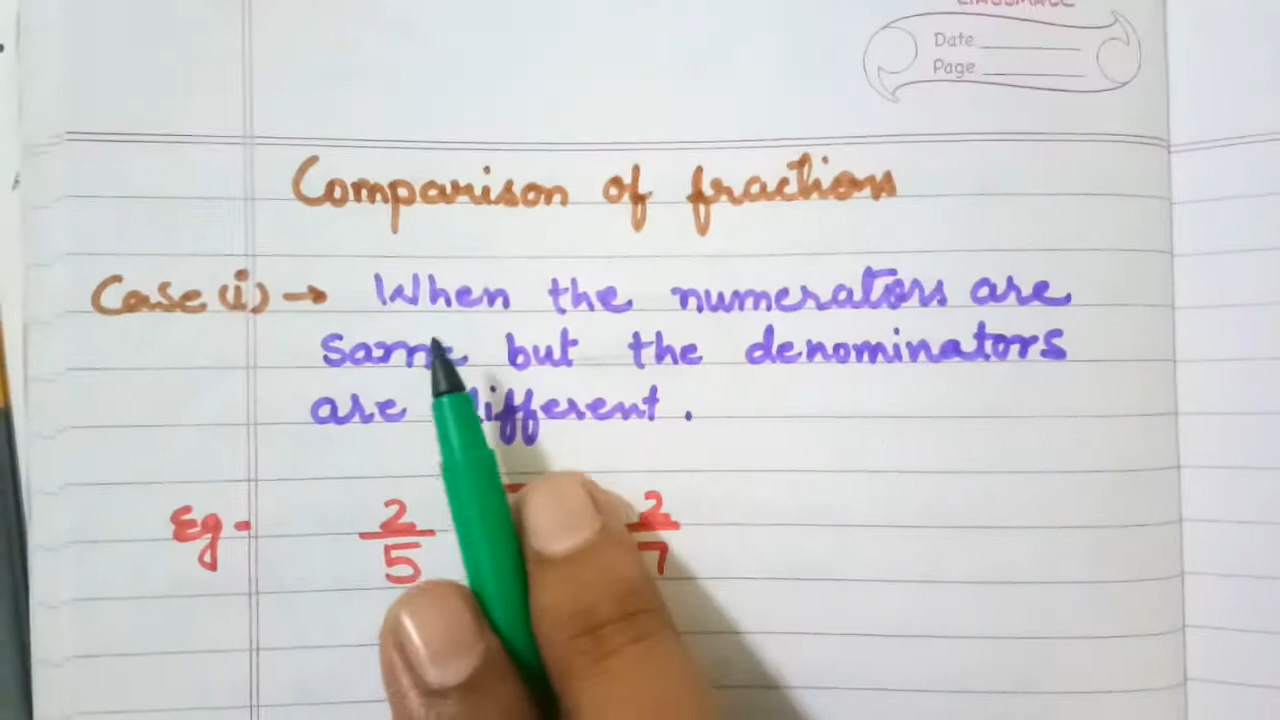 Date
Page
Comparison of fractions
Case (i) → When the numerators are
same but the denominators
are different.
Eg - 2/5 2/7